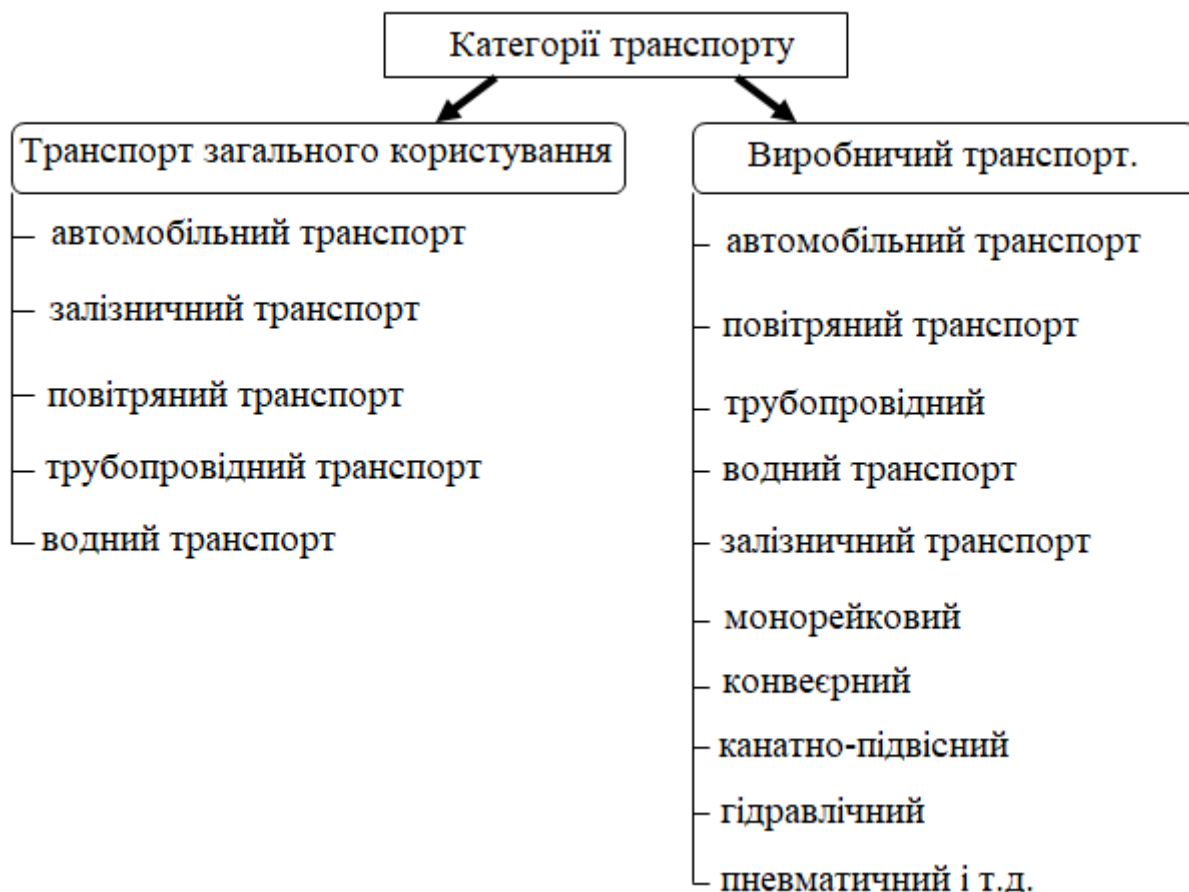 Категорії транспорту
Транспорт загального користування
автомобільний транспорт
залізничний транспорт
повітряний транспорт
трубопровідний транспорт
водний транспорт
Виробничий транспорт.
автомобільний транспорт
повітряний транспорт
трубопровідний
водний транспорт
залізничний транспорт
монорейковий
конвеєрний
канатно-підвісний
гідравлічний
пневматичний і т.д.